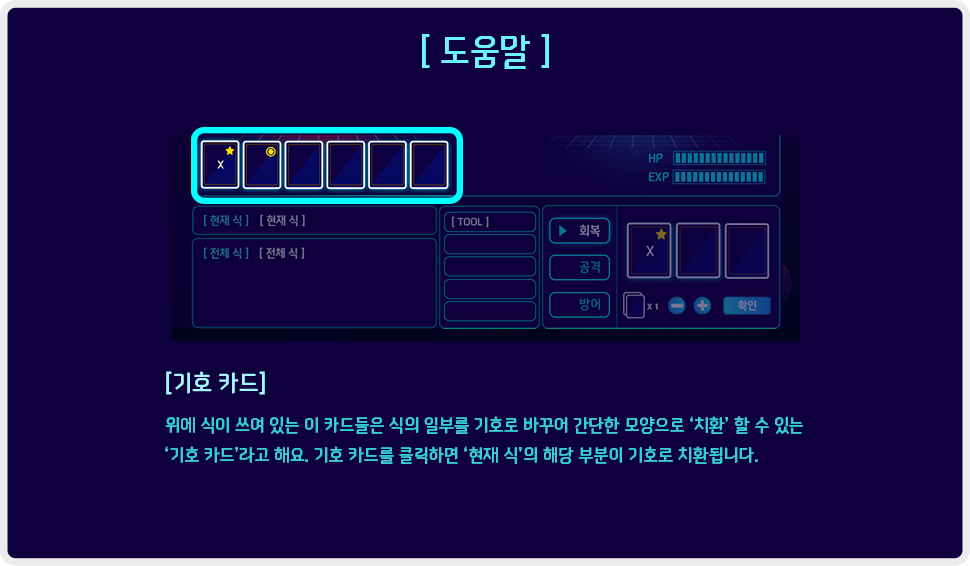 [ 도움말 ]
X
HP
EXP
[ 현재 식 ] [ 현재 식 ]
[ TOOL ]
회복
[ 전체 식 ] [ 전체 식 ]
공격
X
방어
X 1
확인
[기호 카드]
위에 식이 쓰여 있는 이 카드들은 식의 일부를 기호로 바꾸어 간단한 모양으로 ‘치환’ 할 수 있는
‘기호 카드’라고 해요. 기호 카드를 클릭하면 ‘현재 식’의 해당 부분이 기호로 치환됩니다.